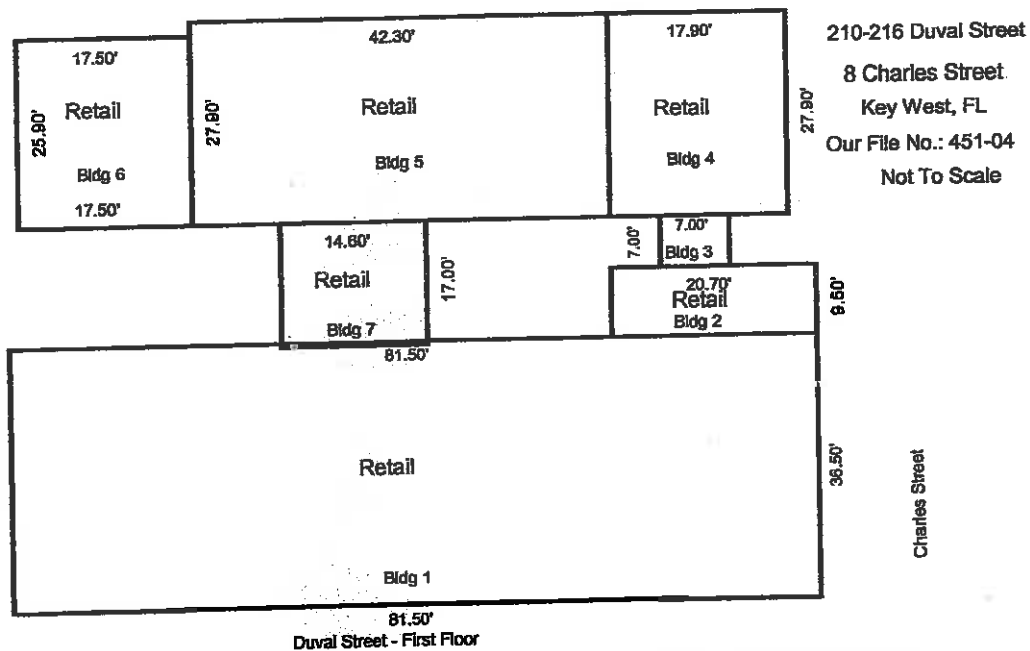 210-216 Duval Street
8 Charles Street
Key West, FL
Our File No.: 451-04
Not To Scale
17.50'
Retail
25.90'
Bldg 6
17.50'
42.30'
27.90'
Retail
Bldg 5
17.90'
Retail
27.90'
Bldg 4
14.60'
Retail
17.00'
Bldg 7
7.00'
7.00'
Bldg 3
20.70'
Retail
Bldg 2
9.50'
81.50'
Retail
36.50'
Charles Street
Bldg 1
81.50'
Duval Street - First Floor